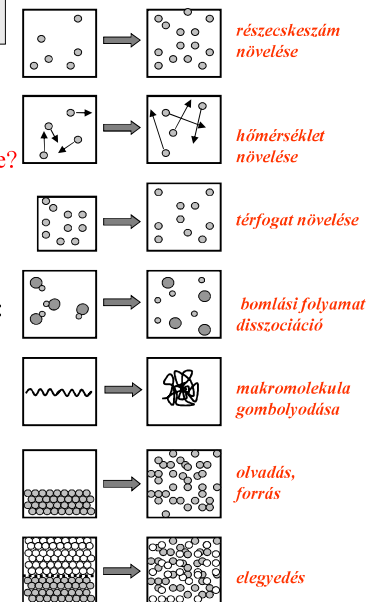 részecskeszám
növelése
hőmérséklet
növelése
e?
térfogat növelése
bomlási folyamat
disszociáció
:
makromolekula
gombolyodása
olvadás,
forrás
elegyedés